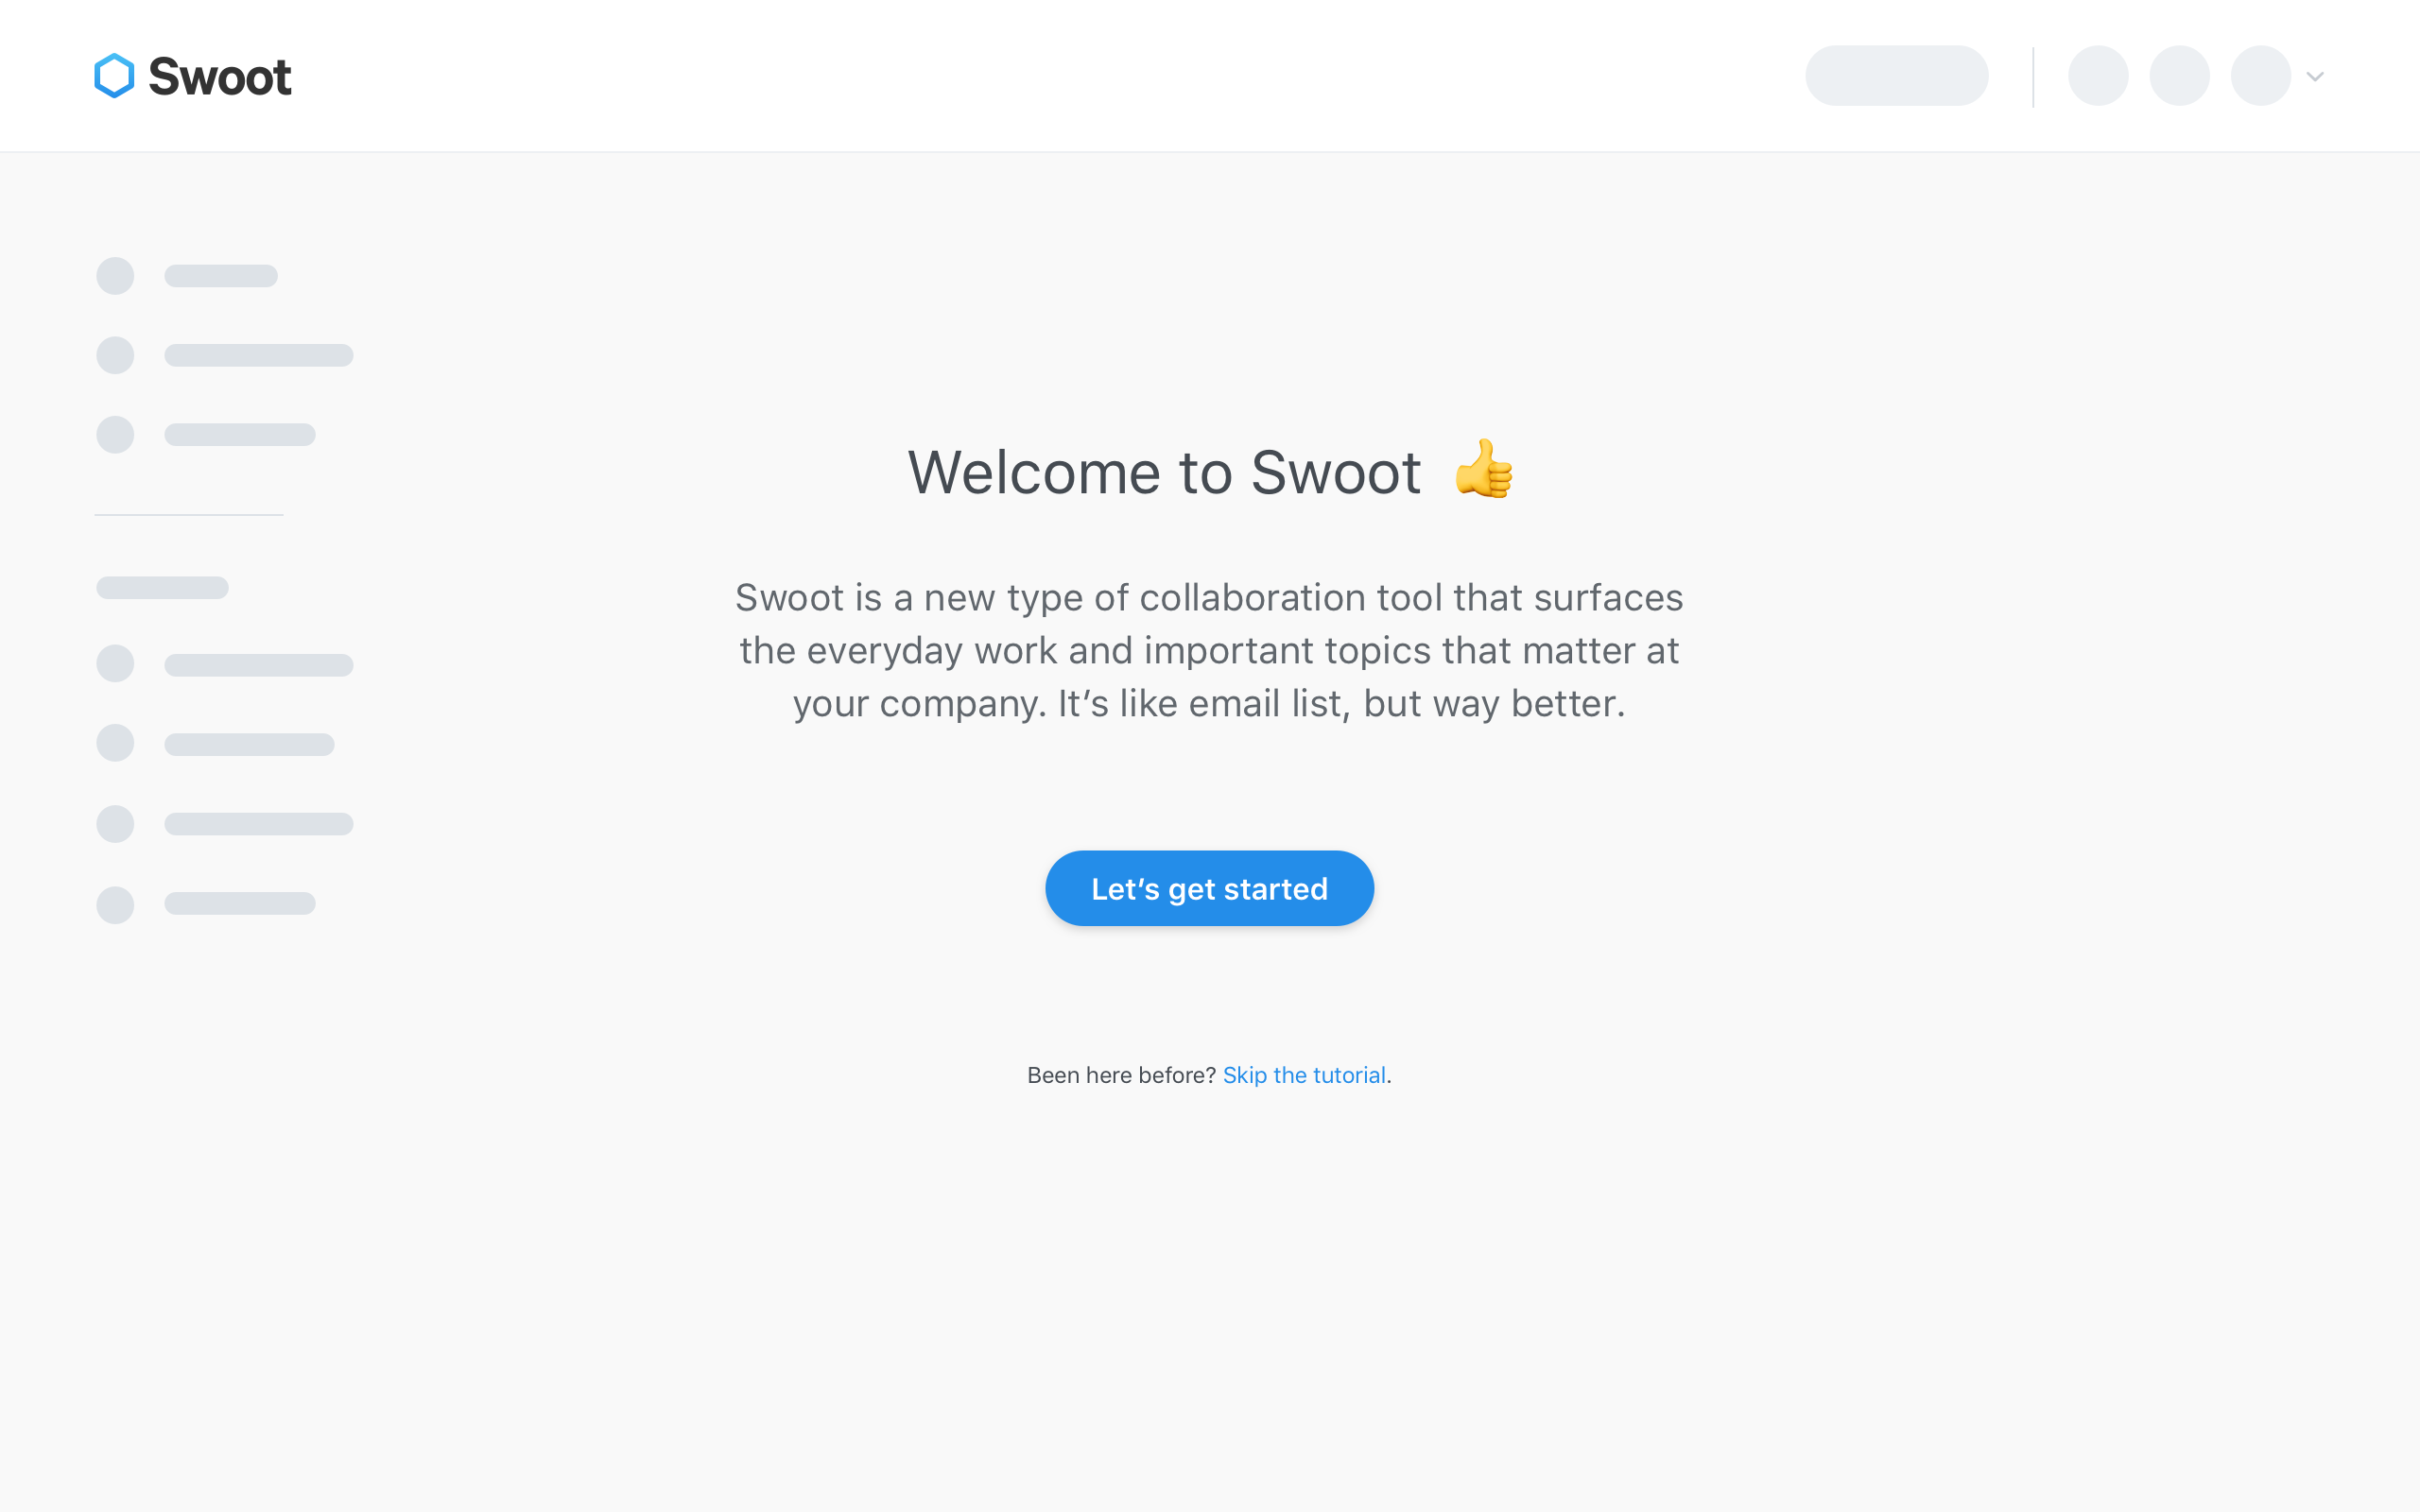 Swoot
Welcome to Swoot 👍
Swoot is a new type of collaboration tool that surfaces
the everyday work and important topics that matter at
your company. It’s like email list, but way better.
Let’s get started
Been here before? Skip the tutorial.